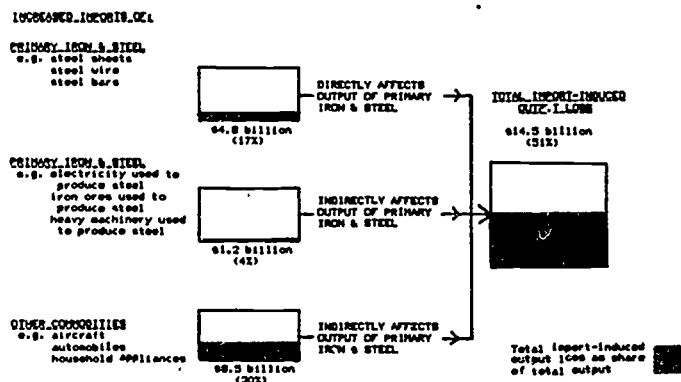 INCREASED IMPORTS OF:
PRIMARY IRON & STEEL
e.g. steel sheets
steel wire
steel bars
$4.8 billion
(17%)
DIRECTLY AFFECTS
OUTPUT OF PRIMARY
IRON & STEEL
PRIMARY IRON & STEEL
e.g. electricity used to
produce steel
iron ores used to
produce steel
heavy machinery used
to produce steel
$1.2 billion
(4%)
INDIRECTLY AFFECTS
OUTPUT OF PRIMARY
IRON & STEEL
OTHER COMMODITIES
e.g. aircraft
automobiles
household appliances
$8.5 billion
(30%)
INDIRECTLY AFFECTS
OUTPUT OF PRIMARY
IRON & STEEL
TOTAL IMPORT-INDUCED
OUTPUT LOSS
$14.5 billion
(51%)
Total import-induced
output loss as share
of total output